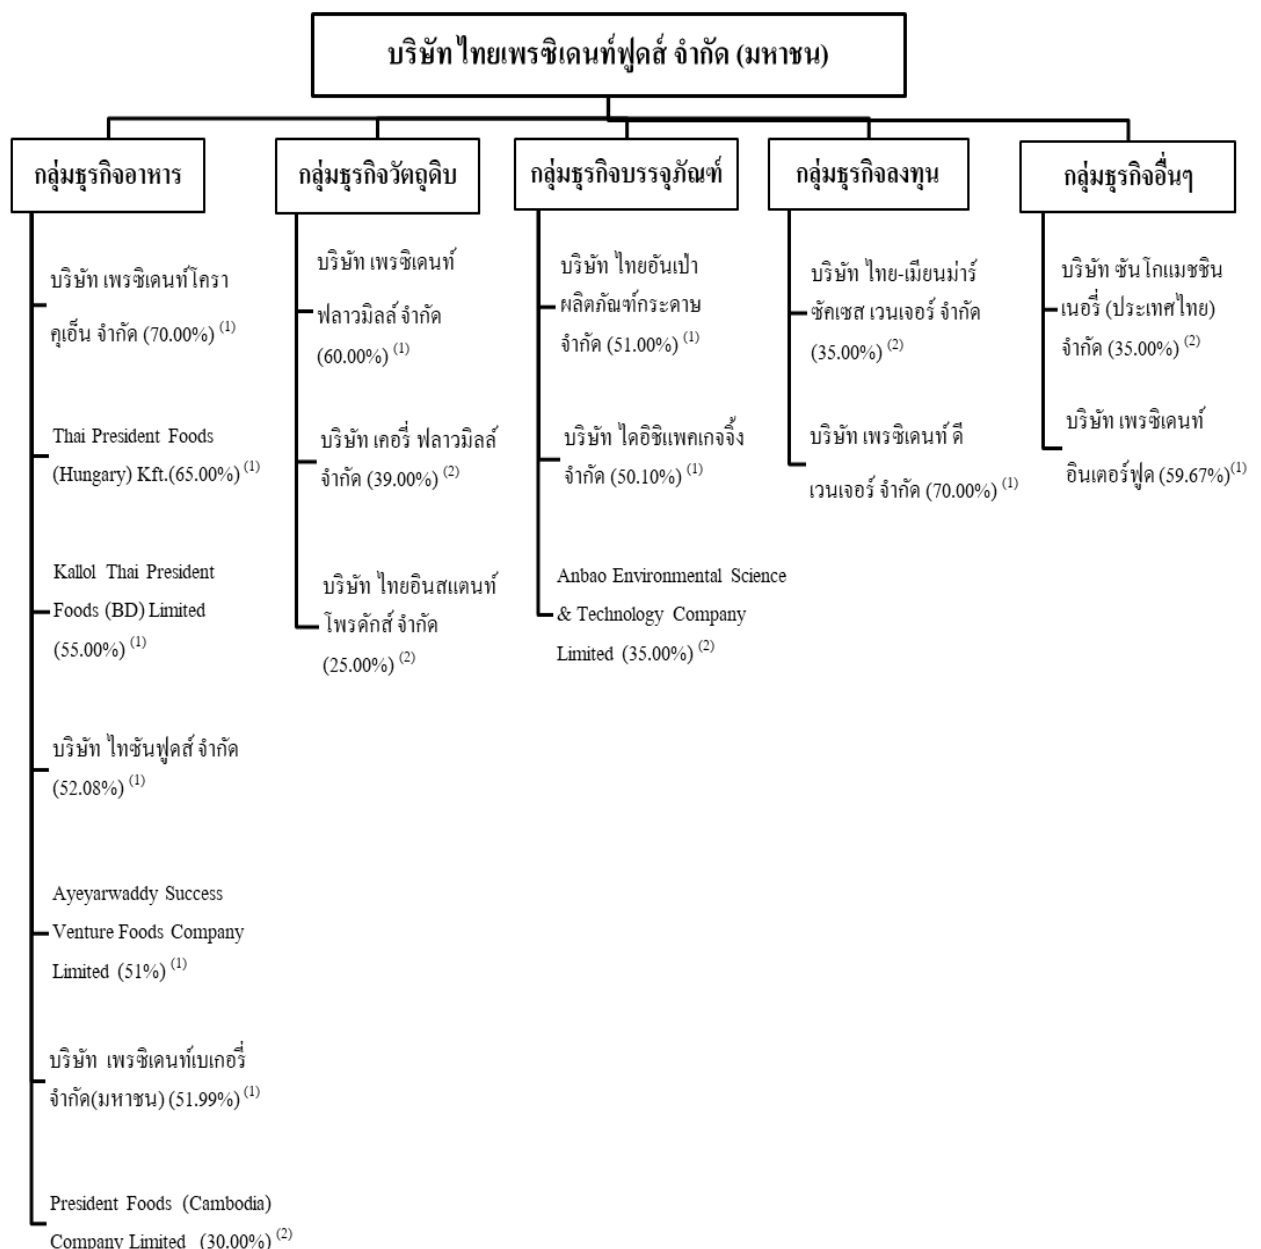 บริษัท ไทยเพรซิเดนท์ฟูดส์ จำกัด (มหาชน)
กลุ่มธุรกิจอาหาร
บริษัท เพรซิเดนท์โครา
คุเอ็น จำกัด (70.00%) (1)
Thai President Foods
(Hungary) Kft.(65.00%) (1)
Kallol Thai President
Foods (BD) Limited
(55.00%) (1)
บริษัท ไทซันฟูดส์ จำกัด
(52.08%) (1)
Ayeyarwaddy Success
Venture Foods Company
Limited (51%) (1)
บริษัท เพรซิเดนท์เบเกอรี่
จำกัด(มหาชน) (51.99%) (1)
President Foods (Cambodia)
Company Limited (30.00%) (2)
กลุ่มธุรกิจวัตถุดิบ
บริษัท เพรซิเดนท์
ฟลาวมิลล์ จำกัด
(60.00%) (1)
บริษัท เคอรี่ ฟลาวมิลล์
จำกัด (39.00%) (2)
บริษัท ไทยอินสแตนท์
โพรดักส์ จำกัด
(25.00%) (2)
กลุ่มธุรกิจบรรจุภัณฑ์
บริษัท ไทยอันเป่า
ผลิตภัณฑ์กระดาษ
จำกัด (51.00%) (1)
บริษัท ไดอิชิแพคเกจจิ้ง
จำกัด (50.10%) (1)
Anbao Environmental Science
& Technology Company
Limited (35.00%) (2)
กลุ่มธุรกิจลงทุน
บริษัท ไทย-เมียนม่าร์
ซัคเซส เวนเจอร์ จำกัด
(35.00%) (2)
บริษัท เพรซิเดนท์ ดี
เวนเจอร์ จำกัด (70.00%) (1)
กลุ่มธุรกิจอื่นๆ
บริษัท ซันโกแมชชิน
เนอรี่ (ประเทศไทย)
จำกัด (35.00%) (2)
บริษัท เพรซิเดนท์
อินเตอร์ฟูด (59.67%)(1)